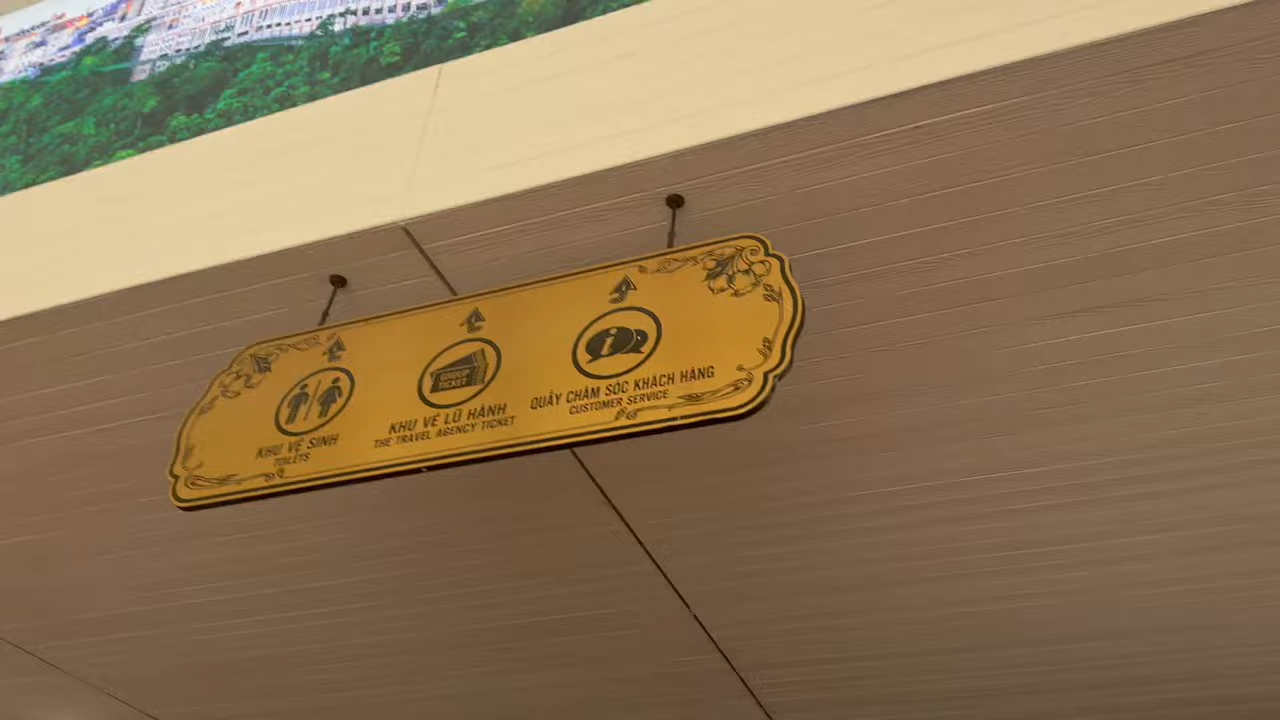 KHU VỆ SINH
TOILETS
GROUP
TICKET
KHU VÉ LỮ HÀNH
THE TRAVEL AGENCY TICKET
i
QUẦY CHĂM SÓC KHÁCH HÀNG
CUSTOMER SERVICE